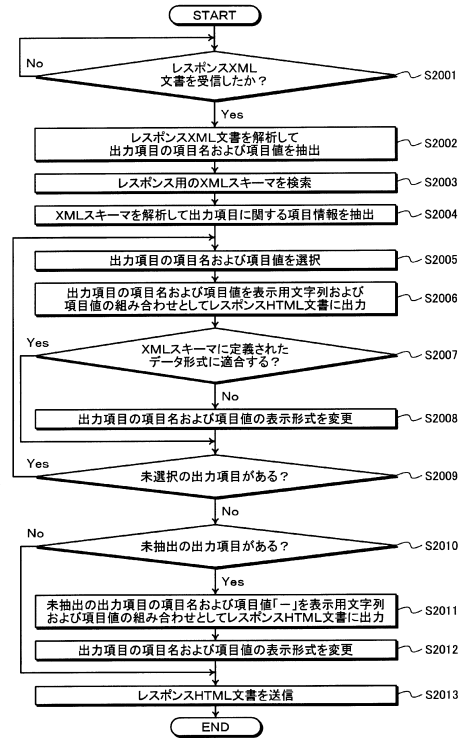 START
レスポンスXML
文書を受信したか？
No
S2001
Yes
レスポンスXML文書を解析して
出力項目の項目名および項目値を抽出
S2002
レスポンス用のXMLスキーマを検索
S2003
XMLスキーマを解析して出力項目に関する項目情報を抽出
S2004
出力項目の項目名および項目値を選択
S2005
出力項目の項目名および項目値を表示用文字列および
項目値の組み合わせとしてレスポンスHTML文書に出力
S2006
Yes
XMLスキーマに定義された
データ形式に適合する？
S2007
No
出力項目の項目名および項目値の表示形式を変更
S2008
Yes
未選択の出力項目がある？
S2009
No
No
未抽出の出力項目がある？
S2010
Yes
未抽出の出力項目の項目名および項目値「－」を表示用文字列
および項目値の組み合わせとしてレスポンスHTML文書に出力
S2011
出力項目の項目名および項目値の表示形式を変更
S2012
レスポンスHTML文書を送信
S2013
END